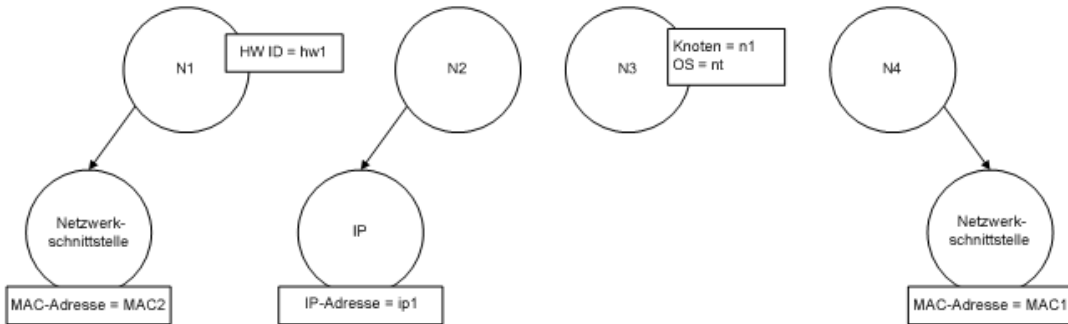 N1
HW ID = hw1
N2
N3
Knoten = n1
OS = nt
N4
Netzwerk-
schnittstelle
MAC-Adresse = MAC2
IP
IP-Adresse = ip1
Netzwerk-
schnittstelle
MAC-Adresse = MAC1